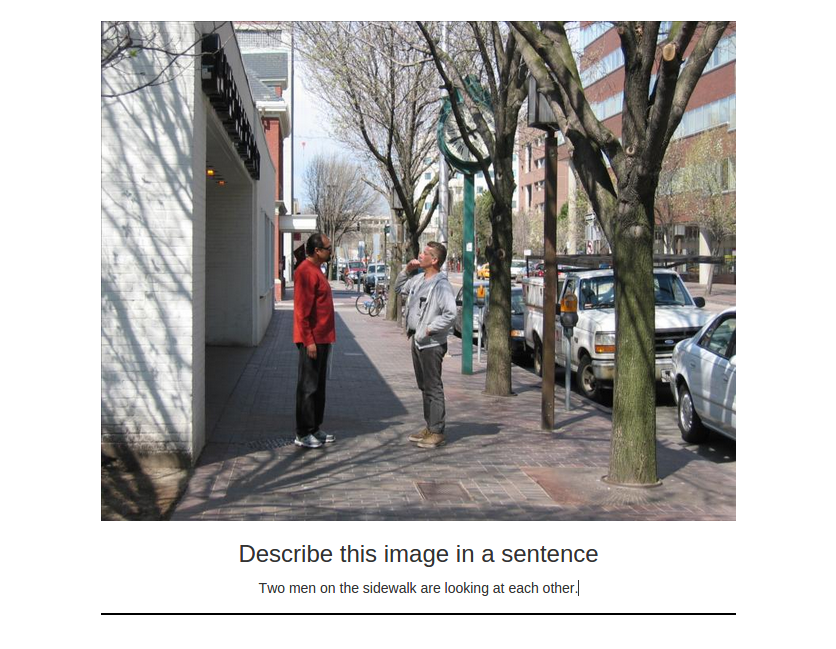 Describe this image in a sentence
Two men on the sidewalk are looking at each other.